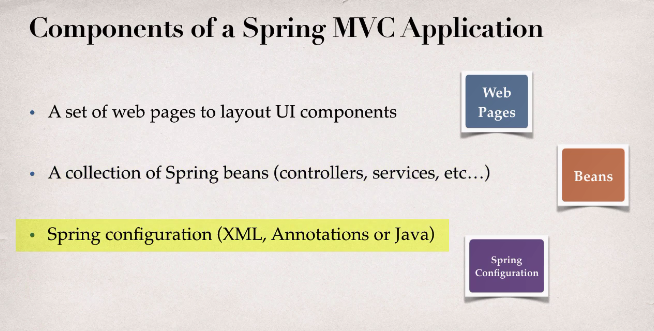 Components of a Spring MVC Application
• A set of web pages to layout UI components
Web
Pages
• A collection of Spring beans (controllers, services, etc…)
Beans
• Spring configuration (XML, Annotations or Java)
Spring
Configuration